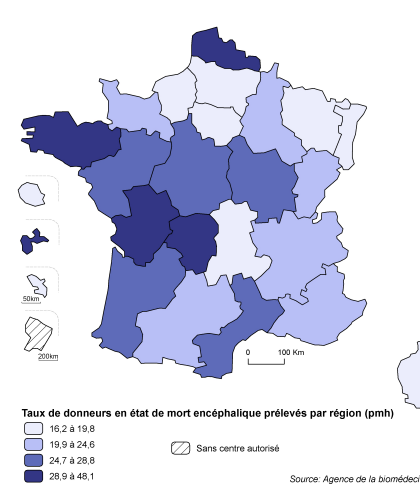 50km
200km
0 100 Km
Taux de donneurs en état de mort encéphalique prélevés par région (pmh)
16,2 à 19,8
19,9 à 24,6
24,7 à 28,8
28,9 à 48,1
Sans centre autorisé
Source: Agence de la biomédeci